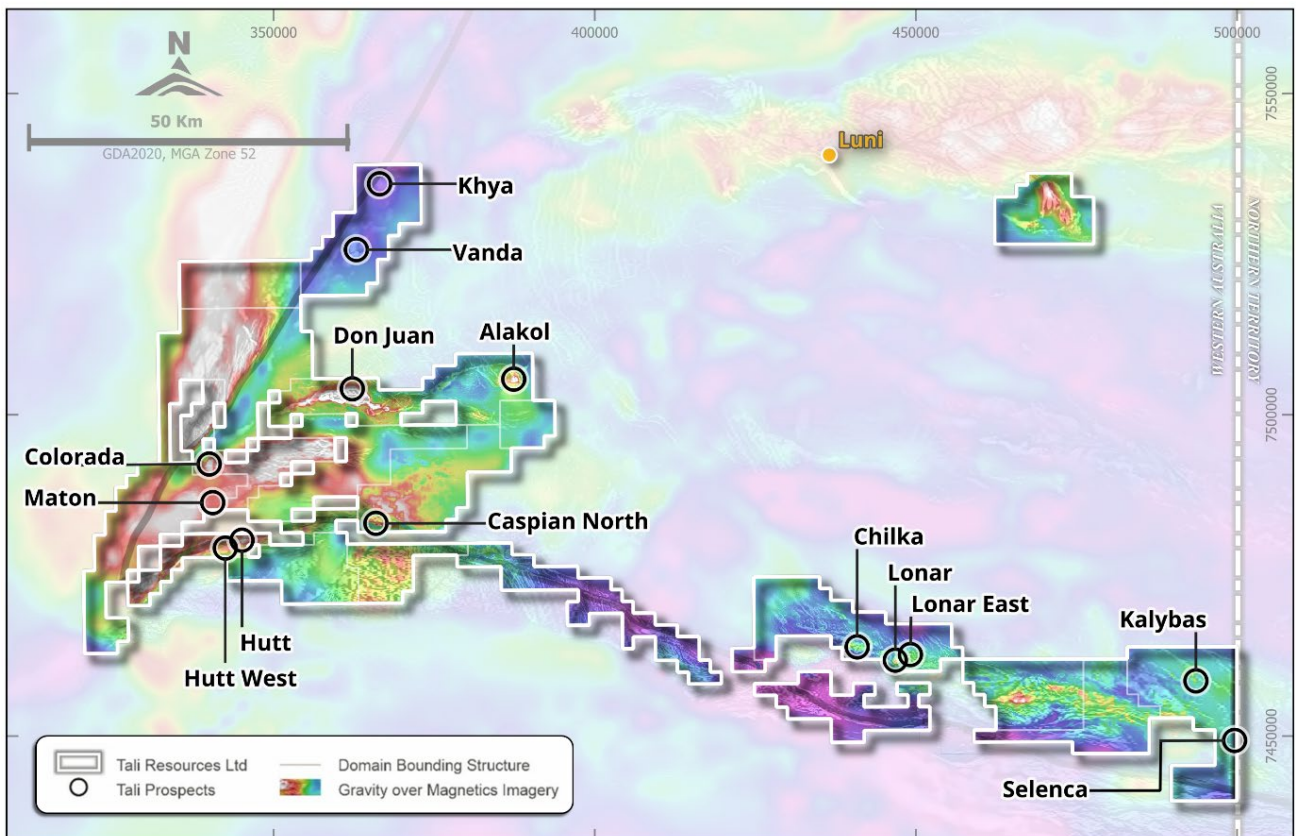 350000
400000
450000
500000
N
50 Km
GDA2020, MGA Zone 52
7550000
Luni
Khya
Vanda
WESTERN AUSTRALIA
NORTHERN TERRITORY
Don Juan
Alakol
7500000
Colorada
Maton
Caspian North
Chilka
Lonar
Lonar East
Kalybas
Hutt
Hutt West
7450000
Selenca
Tali Resources Ltd
Domain Bounding Structure
Tali Prospects
Gravity over Magnetics Imagery